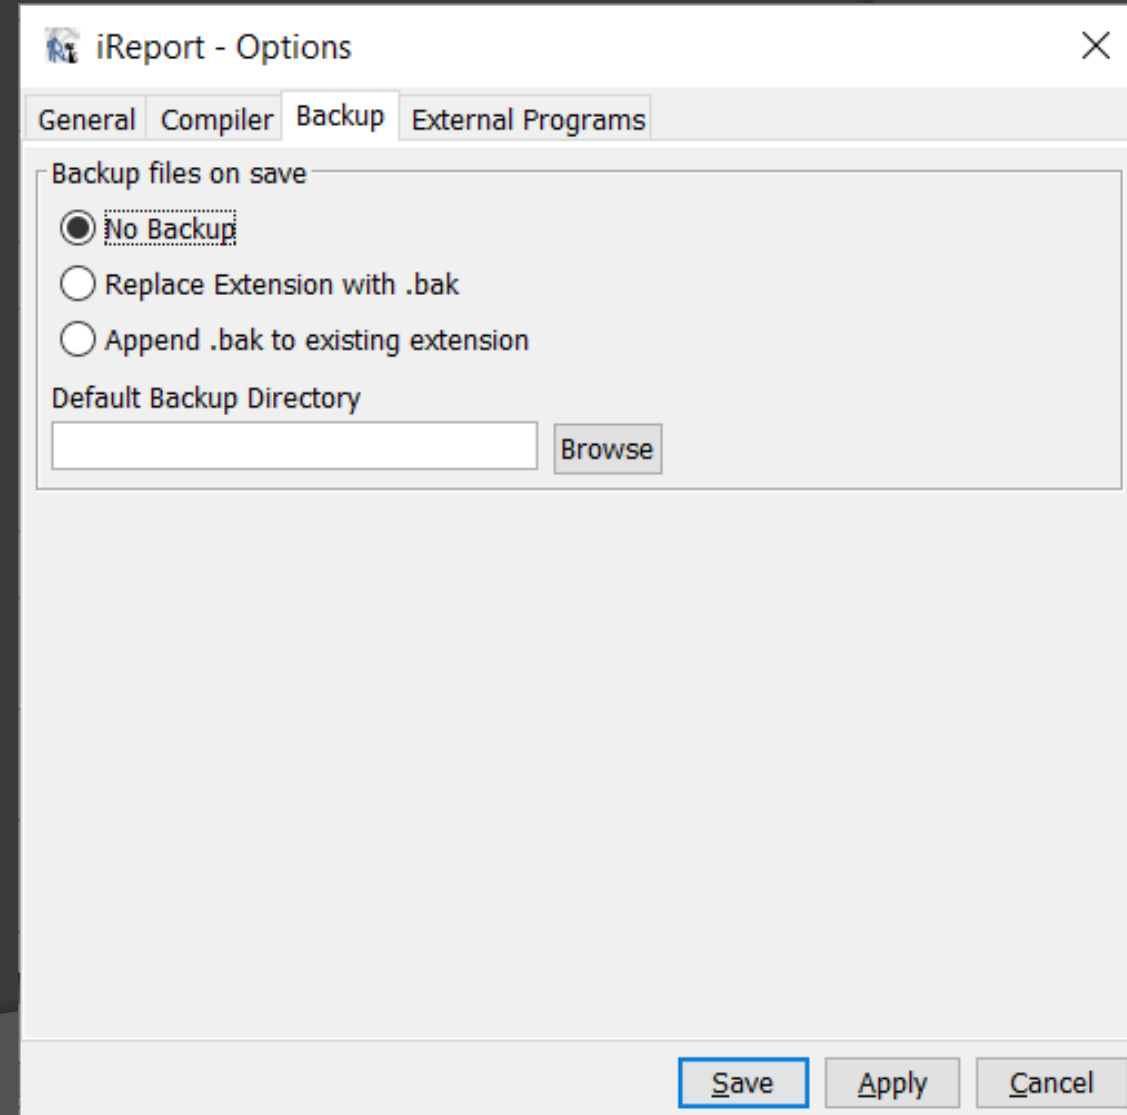 iReport - Options
General Compiler Backup External Programs
Backup files on save
No Backup
Replace Extension with .bak
Append .bak to existing extension
Default Backup Directory
Browse
Save Apply Cancel